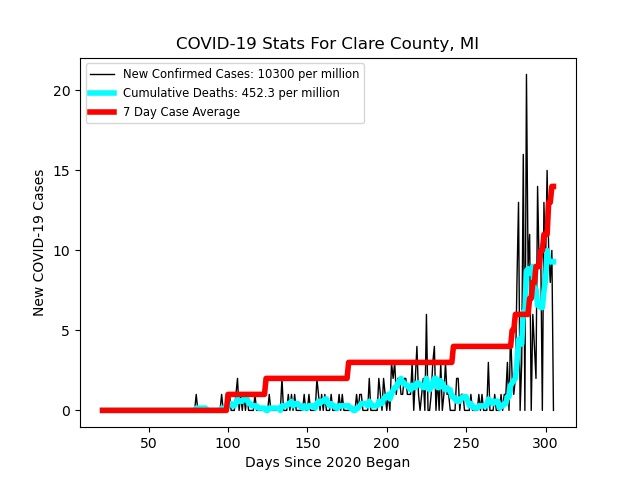 COVID-19 Stats For Clare County, MI
New Confirmed Cases: 10300 per million
Cumulative Deaths: 452.3 per million
7 Day Case Average
New COVID-19 Cases
20
15
10
5
0
50 100 150 200 250 300
Days Since 2020 Began